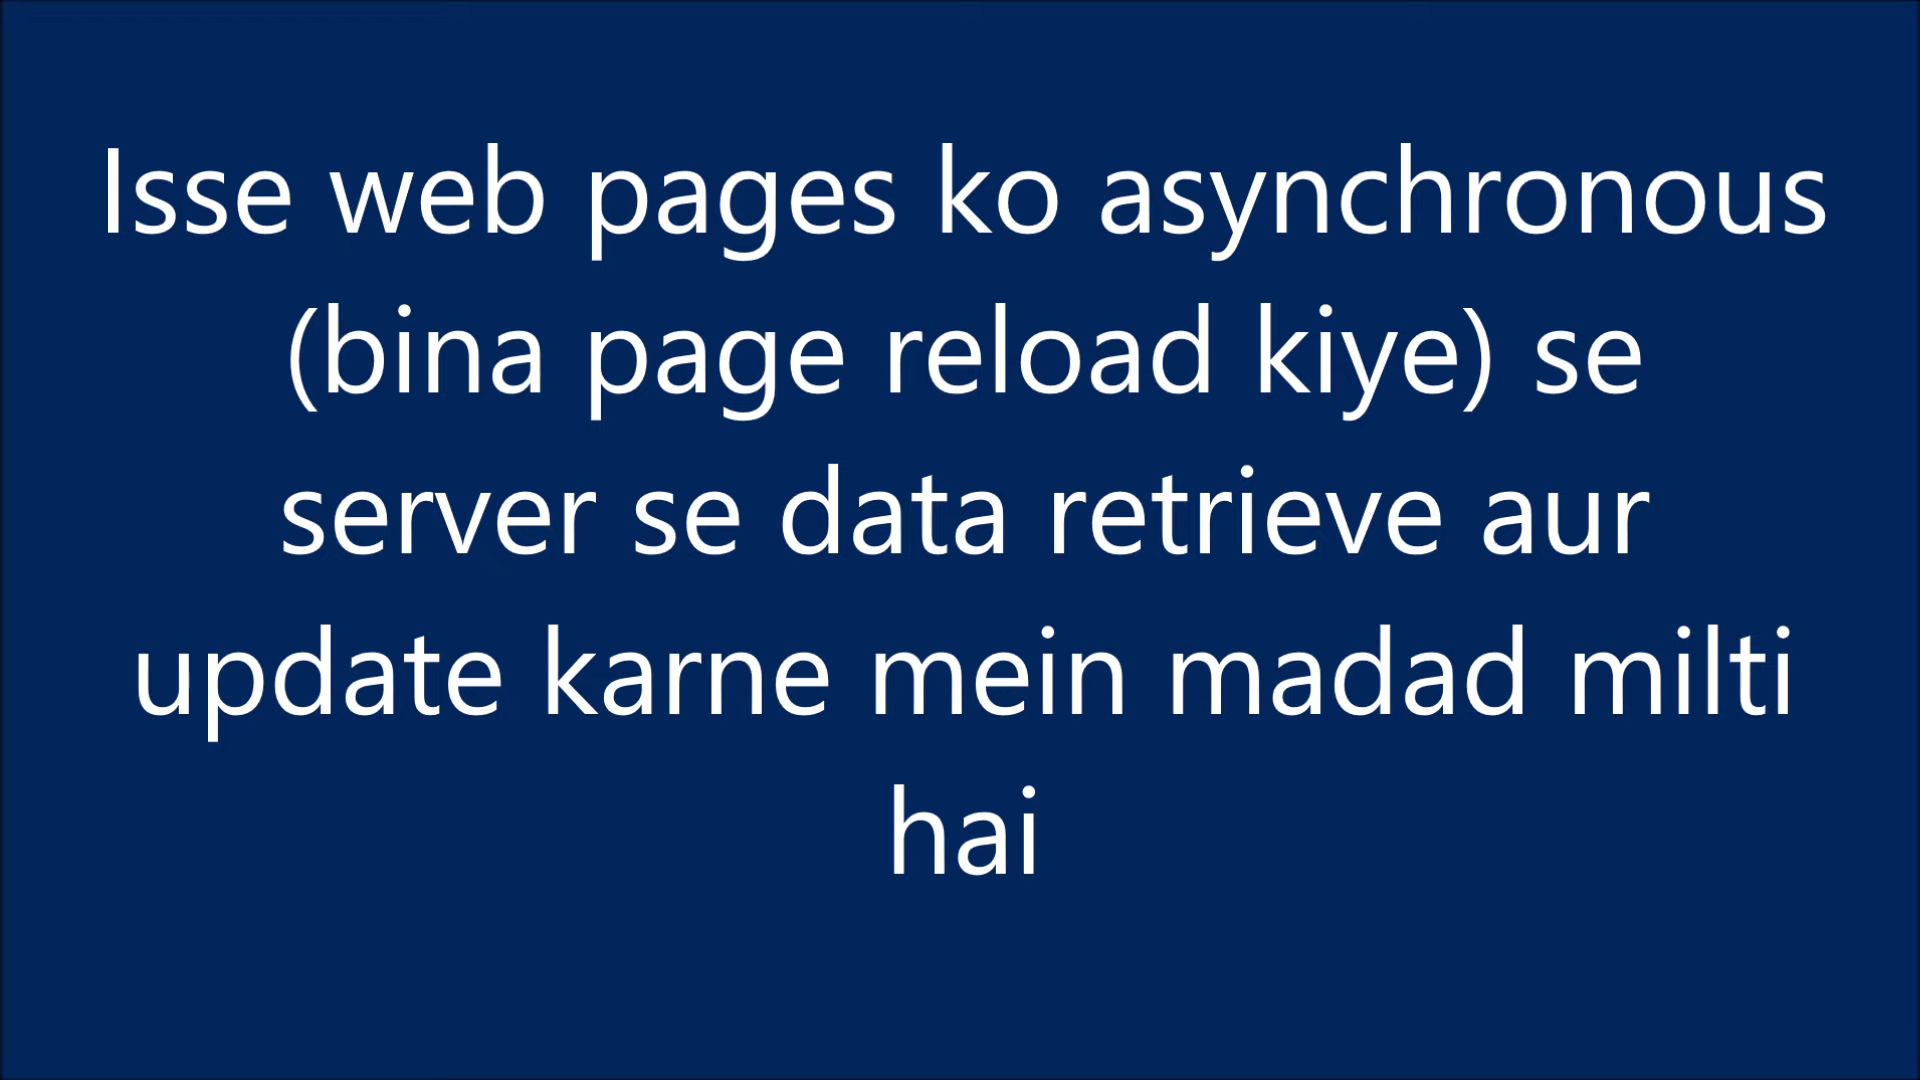 Isse web pages ko asynchronous
(bina page reload kiye) se
server se data retrieve aur
update karne mein madad milti
hai